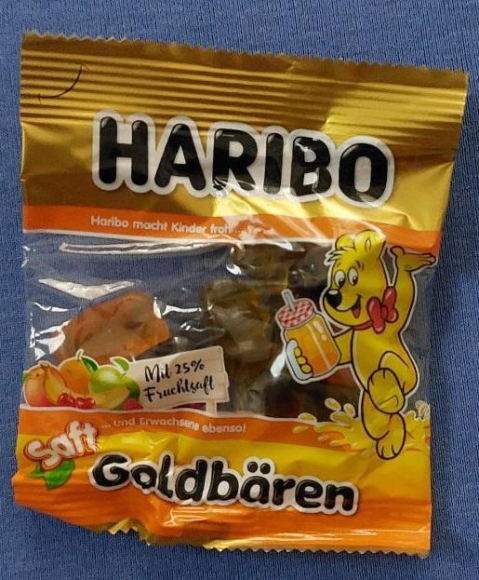 HARIBO
Haribo macht Kinder froh ...
Mit 25%
Fruchtsaft
... und Erwachsene ebenso!
Saft
Goldbären